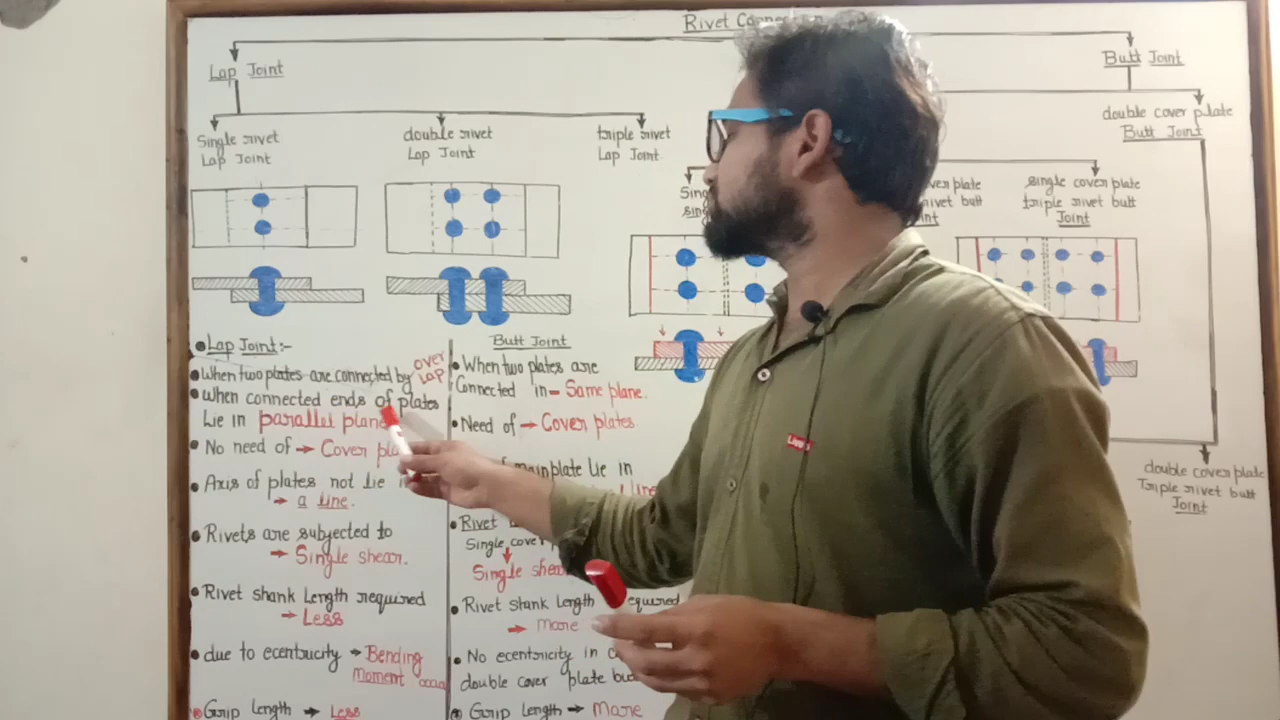 Rivet
Lap Joint
Butt Joint
Single rivet
Lap Joint
double rivet
Lap Joint
triple rivet
Lap Joint
double cover plate
Butt Joint
plate
rivet butt
single cover plate
triple rivet butt
Joint
Lap Joint:-
When two plates are connected by over
Lap
When connected ends of plates
Lie in parallel
No need of → Cover
Axis of plates not Lie
→ a Line.
Rivets are subjected to
→ Single shear.
Rivet shank Length required
→ Less
due to ecentricity → Bending
Moment
Grip Length → Less
Butt Joint
When two plates are
Connected in - Same plane.
Need of → Cover plates
plate Lie in
Line
Rivet
Single
Single
Rivet shank Length required
→ more
No ecentricity in
double cover plate
Grip Length → More
double cover plate
Triple rivet butt
Joint
Levi's